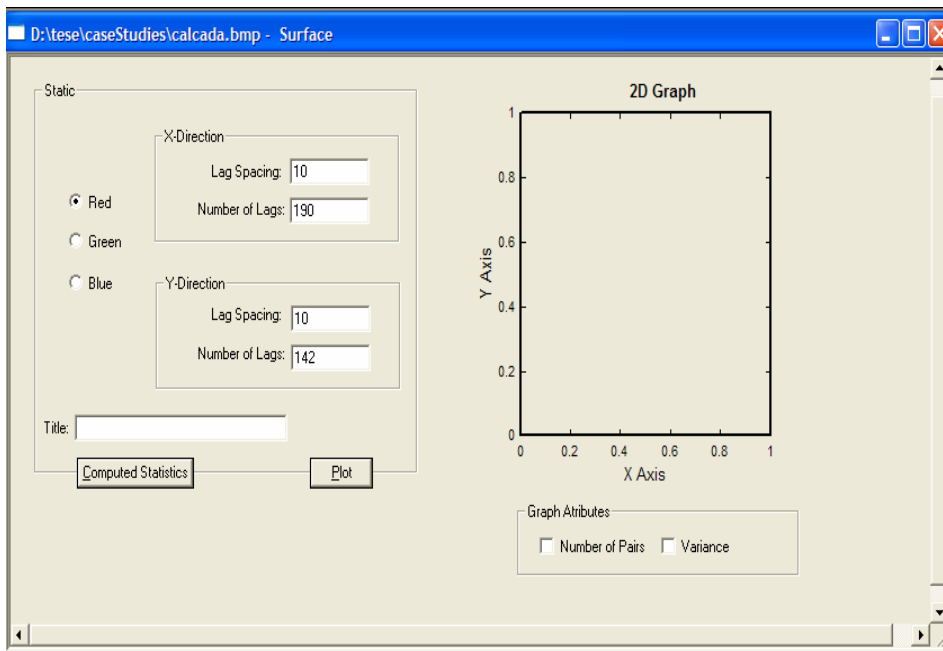 D:\tese\caseStudies\calcada.bmp - Surface
Static
X-Direction
Lag Spacing: 10
Number of Lags: 190
Red
Green
Blue
Y-Direction
Lag Spacing: 10
Number of Lags: 142
Title:
Computed Statistics
Plot
2D Graph
1
0.8
0.6
0.4
0.2
0
Y Axis
0 0.2 0.4 0.6 0.8 1
X Axis
Graph Atributes
Number of Pairs
Variance